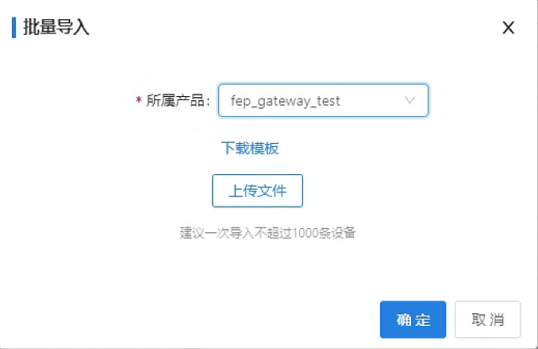 批量导入
* 所属产品： fep_gateway_test
下载模板
上传文件
建议一次导入不超过1000条设备
确定 取消